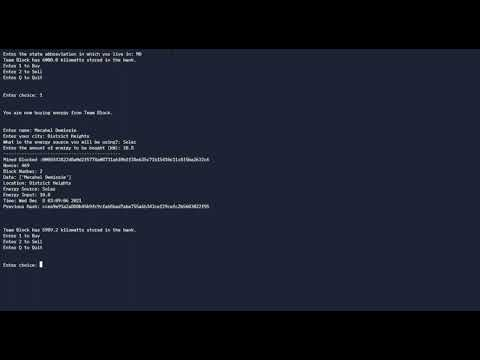 Enter the state abbreviation in which you live in: MD
Team Block has 6000.0 kilowatts stored in the bank.
Enter 1 to Buy
Enter 2 to Sell
Enter Q to Quit
Enter choice: 1
You are now buying energy from Team Block.
Enter name: Mecahel Demissie
Enter your city: District Heights
What is the energy source you will be using?: Solar
Enter the amount of energy to be bought (kW): 10.8
Mined Blocked
Nonce: 469
Block Number: 2
Data: ['Mecahel Demissie']
Location: District Heights
Energy Source: Solar
Energy Input: 10.8
Time: Wed Dec 8 03:09:06 2021
Previous Hash:
Team Block has 5989.2 kilowatts stored in the bank.
Enter 1 to Buy
Enter 2 to Sell
Enter Q to Quit
Enter choice: